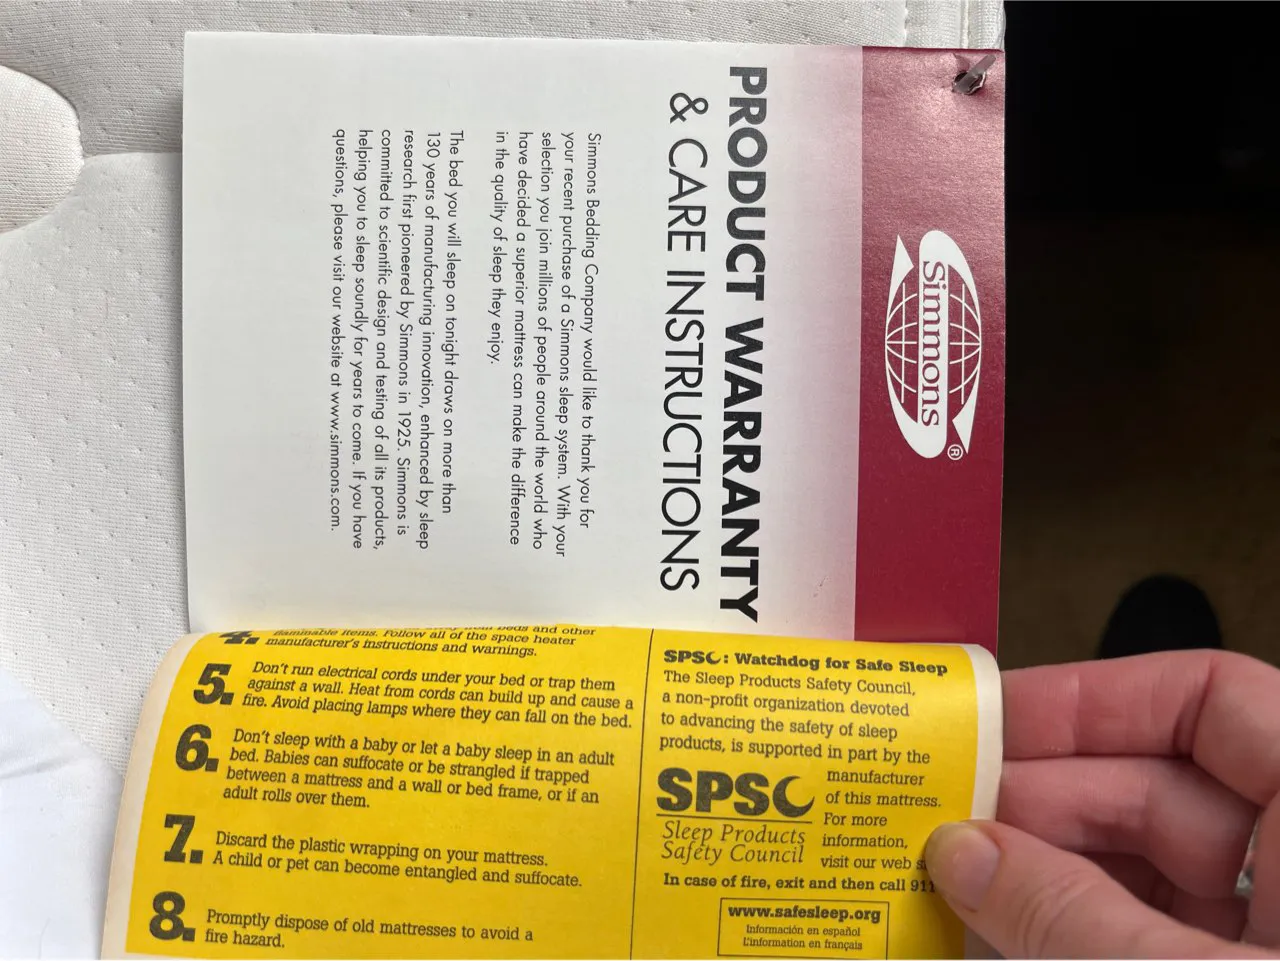 Simmons®
PRODUCT WARRANTY
& CARE INSTRUCTIONS
Simmons Bedding Company would like to thank you for
your recent purchase of a Simmons sleep system. With your
selection you join millions of people around the world who
have decided a superior mattress can make the difference
in the quality of sleep they enjoy.
The bed you will sleep on tonight draws on more than
130 years of manufacturing innovation, enhanced by sleep
research first pioneered by Simmons in 1925. Simmons is
committed to scientific design and testing of all its products,
helping you to sleep soundly for years to come. If you have
questions, please visit our website at www.simmons.com.
4.
beds and other
flammable items. Follow all of the space heater
manufacturer's instructions and warnings.
5. Don't run electrical cords under your bed or trap them
against a wall. Heat from cords can build up and cause a
fire. Avoid placing lamps where they can fall on the bed.
6. Don't sleep with a baby or let a baby sleep in an adult
bed. Babies can suffocate or be strangled if trapped
between a mattress and a wall or bed frame, or if an
adult rolls over them.
7. Discard the plastic wrapping on your mattress.
A child or pet can become entangled and suffocate.
8. Promptly dispose of old mattresses to avoid a
fire hazard.
SPSC: Watchdog for Safe Sleep
The Sleep Products Safety Council,
a non-profit organization devoted
to advancing the safety of sleep
products, is supported in part by the
manufacturer
of this mattress.
For more
information,
visit our web
SPSC
Sleep Products
Safety Council
In case of fire, exit and then call 911
www.safesleep.org
Información en español
L'information en français